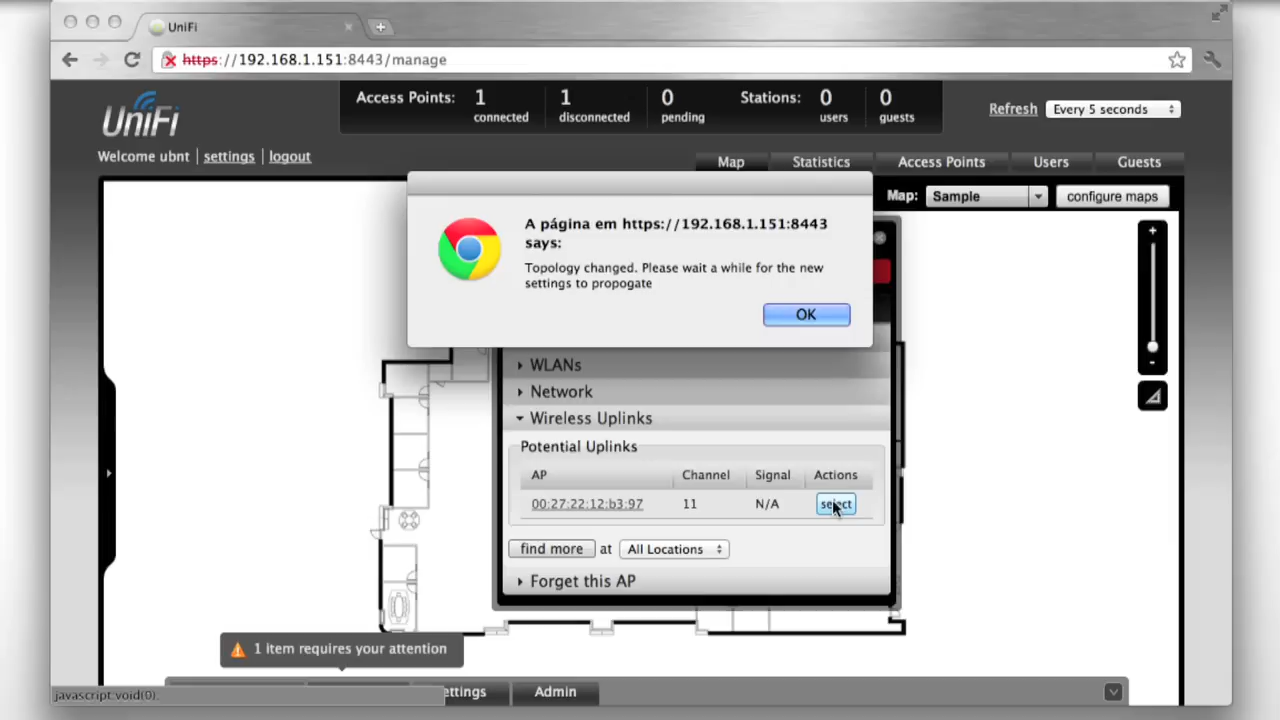 UniFi
https://192.168.1.151:8443/manage
UniFi
Access Points: 1 connected 1 disconnected 0 pending Stations: 0 users 0 guests
Refresh Every 5 seconds
Welcome ubnt settings logout
Map Statistics Access Points Users Guests
Map: Sample configure maps
A página em https://192.168.1.151:8443
says:
Topology changed. Please wait a while for the new
settings to propogate
OK
WLANs
Network
Wireless Uplinks
Potential Uplinks
AP Channel Signal Actions
00:27:22:12:b3:97 11 N/A select
find more at All Locations
Forget this AP
1 item requires your attention
ettings Admin
javascript:void(0);